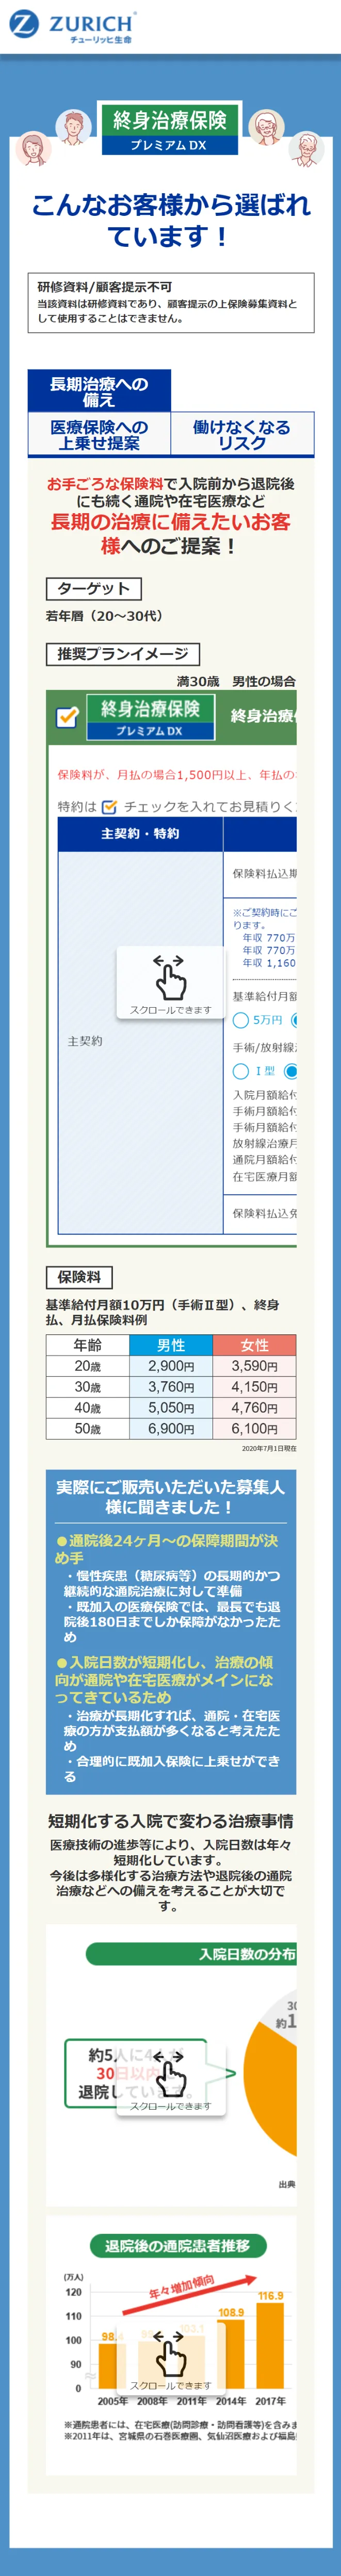 ZURICH
チューリッヒ生命
終身治療保険
プレミアム DX
こんなお客様から選ばれ
ています！
研修資料/顧客提示不可
当該資料は研修資料であり、顧客提示の上保険募集資料と
して使用することはできません。
長期治療への
備え
医療保険への
上乗せ提案
働けなくなる
リスク
お手ごろな保険料で入院前から退院後
にも続く通院や在宅医療など
長期の治療に備えたいお客
様へのご提案！
ターゲット
若年層（20～30代）
推奨プランイメージ
満30歳　男性の場合
終身治療保険
プレミアム DX
終身治療
保険料が、月払の場合1,500円以上、年払の
特約は
チェックを入れてお見積りく
主契約・特約
保険料払込期
※ご契約時にご
ります。
年収 770万
年収 770万
年収 1,160
スクロールできます
基準給付月額
5万円
手術/放射線
主契約
Ⅰ型
入院月額給付
手術月額給付
手術月額給付
放射線治療月
通院月額給付
在宅医療月額
保険料払込免
保険料
基準給付月額10万円（手術Ⅱ型）、終身
払、月払保険料例
年齢 男性 女性
20歳 2,900円 3,590円
30歳 3,760円 4,150円
40歳 5,050円 4,760円
50歳 6,900円 6,100円
2020年7月1日現在
実際にご販売いただいた募集人
様に聞きました！
●通院後24ヶ月～の保障期間が決
め手
・慢性疾患（糖尿病等）の長期的かつ
継続的な通院治療に対して準備
・既加入の医療保険では、最長でも退
院後180日までしか保障がなかったた
め
●入院日数が短期化し、治療の傾
向が通院や在宅医療がメインにな
ってきているため
・治療が長期化すれば、通院・在宅医
療の方が支払額が多くなると考えたた
め
・合理的に既加入保険に上乗せができ
る
短期化する入院で変わる治療事情
医療技術の進歩等により、入院日数は年々
短期化しています。
今後は多様化する治療方法や退院後の通院
治療などへの備えを考えることが大切で
す。
入院日数の分布
30
約1
約5人に4
30日以内
退院しています。
スクロールできます
出典
退院後の通院患者推移
(万人)
年々増加傾向
120
110
100
90
0
98.4
108.9
116.9
スクロールできます
2005年 2008年 2011年 2014年 2017年
※通院患者には、在宅医療(訪問診療・訪問看護等)を含みま
※2011年は、宮城県の石巻医療圏、気仙沼医療および福島